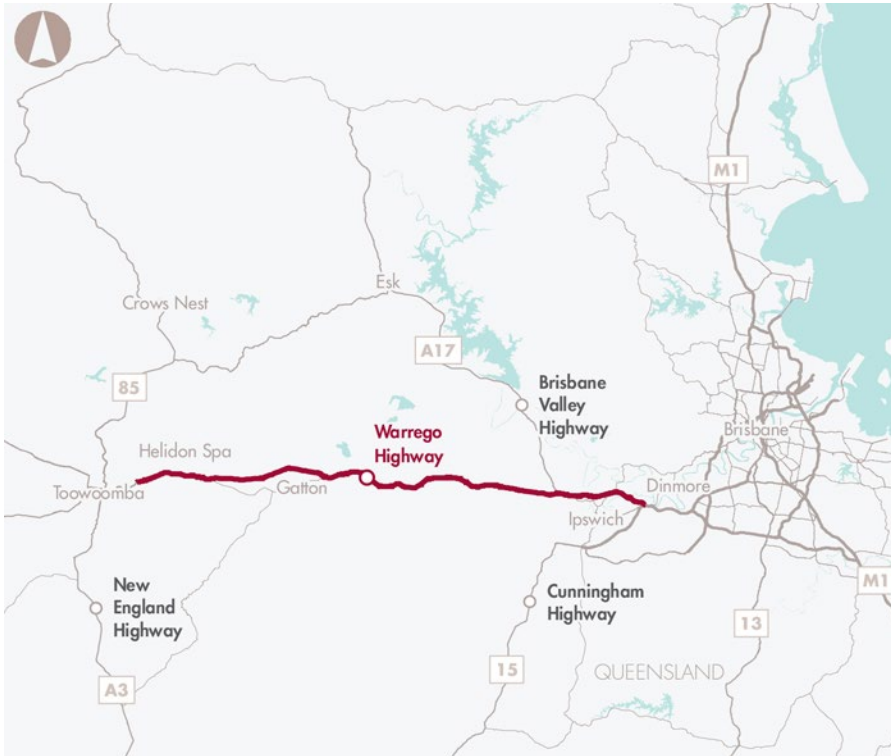 M1
Esk
Crows Nest
A17
85
Brisbane
Valley
Highway
Warrego
Highway
Brisbane
Helidon Spa
Toowoomba
Gatton
Dinmore
Ipswich
New
England
Highway
Cunningham
Highway
M1
13
15
QUEENSLAND
A3